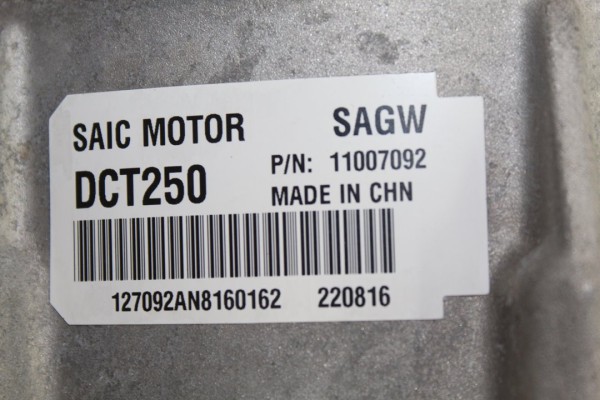 SAIC MOTOR SAGW
DCT250 P/N: 11007092
MADE IN CHN
127092AN8160162 220816